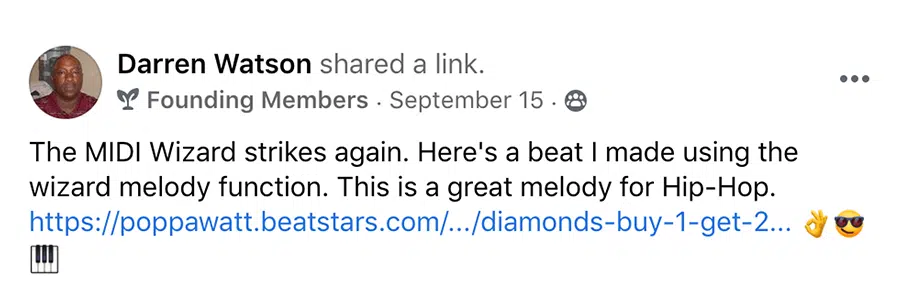 Darren Watson shared a link.
Founding Members · September 15 ·
The MIDI Wizard strikes again. Here's a beat I made using the
wizard melody function. This is a great melody for Hip-Hop.
https://poppawatt.beatstars.com/.../diamonds-buy-1-get-2... 👌😎
🎹